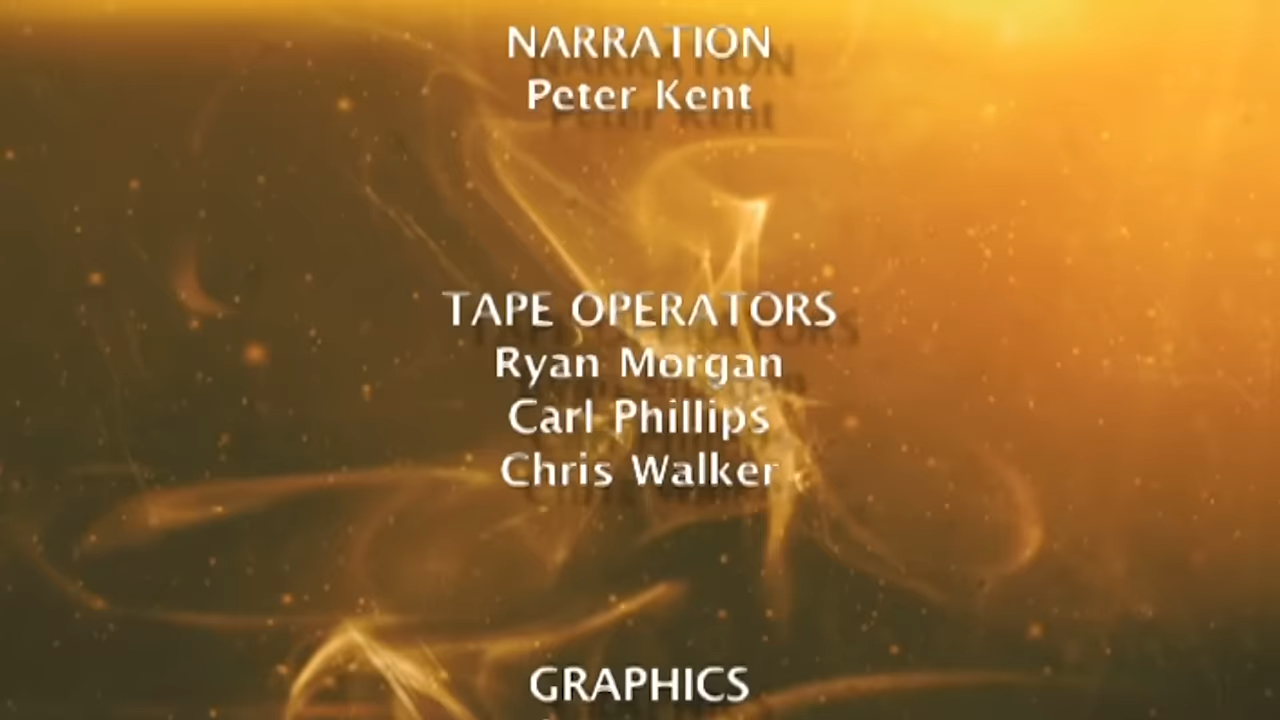 NARRATION
Peter Kent
TAPE OPERATORS
Ryan Morgan
Carl Phillips
Chris Walker
GRAPHICS